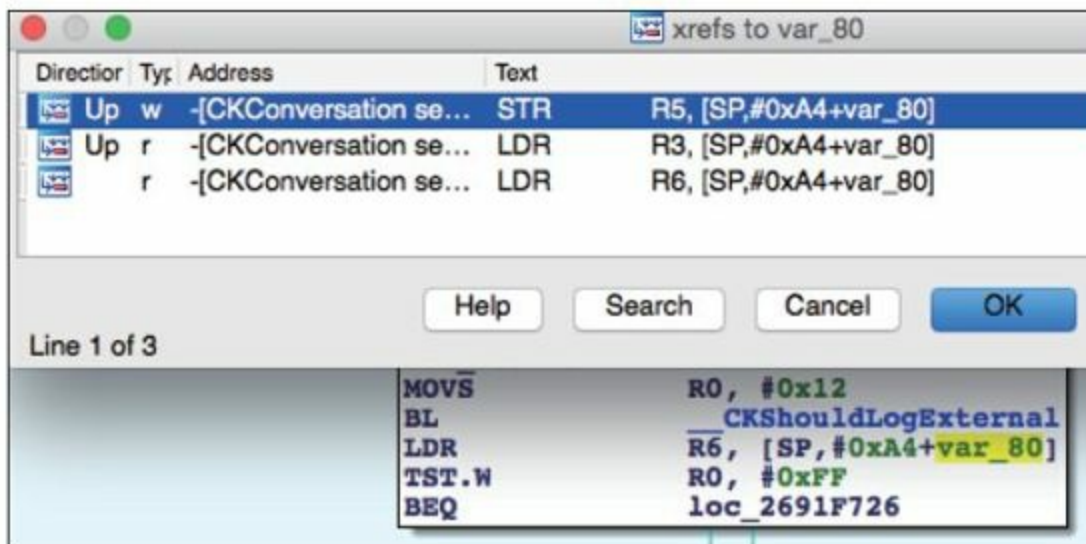 xrefs to var_80
Direction Typ Address Text
Up w -[CKConversation se... STR R5, [SP,#0xA4+var_80]
Up r -[CKConversation se... LDR R3, [SP,#0xA4+var_80]
r -[CKConversation se... LDR R6, [SP,#0xA4+var_80]
Help Search Cancel OK
Line 1 of 3
MOVS R0, #0x12
BL __CKShouldLogExternal
LDR R6, [SP,#0xA4+var_80]
TST.W R0, #0xFF
BEQ loc_2691F726